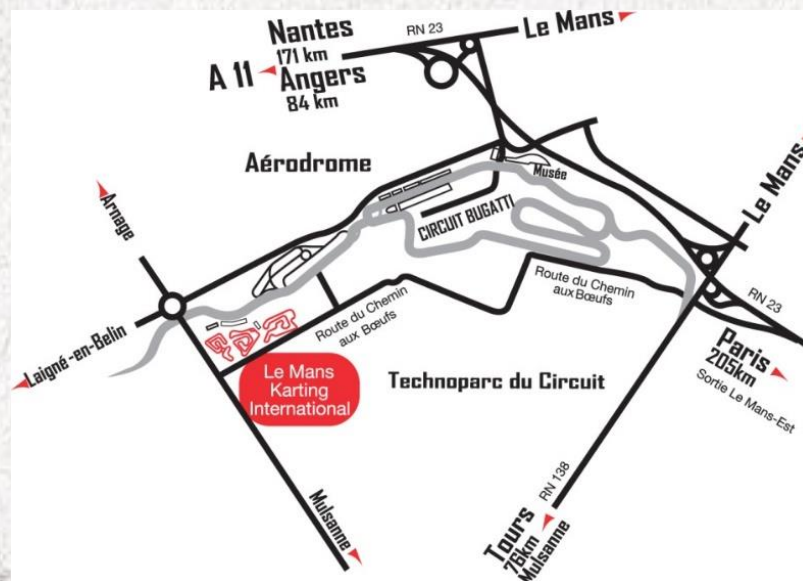 Nantes
171 km
RN 23
Le Mans
A 11
Angers
84 km
Aérodrome
Musée
Le Mans
Arnage
CIRCUIT BUGATTI
Route du Chemin
aux Bœufs
Route du Chemin
aux Bœufs
RN 23
Laigné-en-Belin
Paris
205km
Sortie Le Mans-Est
Le Mans
Karting
International
Technoparc du Circuit
RN 138
Mulsanne
Tours
76km
Mulsanne